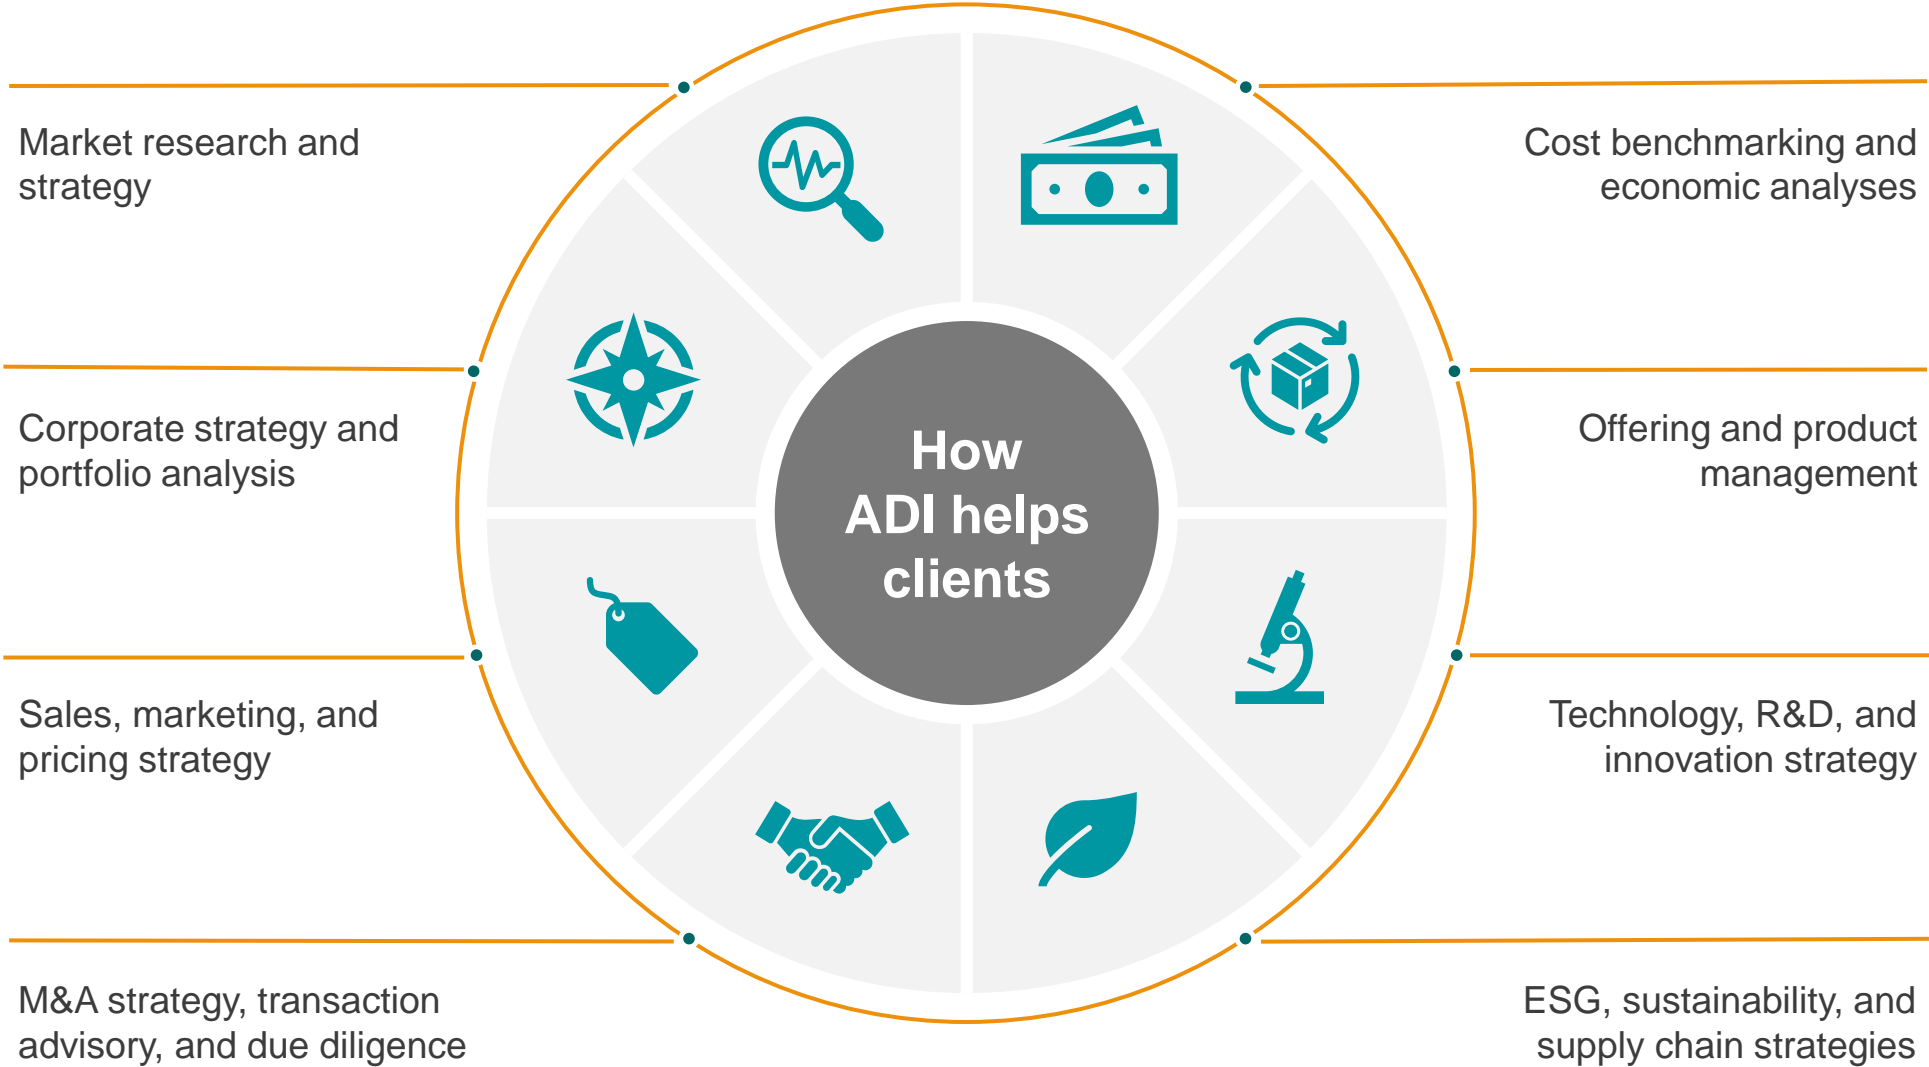 Market research and
strategy
Corporate strategy and
portfolio analysis
Sales, marketing, and
pricing strategy
M&A strategy, transaction
advisory, and due diligence
How
ADI helps
clients
Cost benchmarking and
economic analyses
Offering and product
management
Technology, R&D, and
innovation strategy
ESG, sustainability, and
supply chain strategies